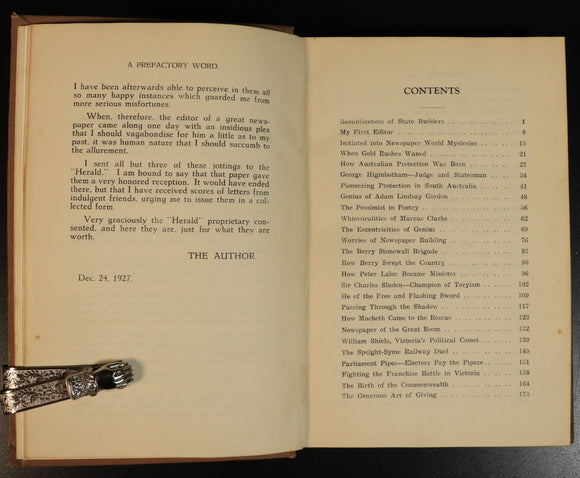 A PREFATORY WORD.
I have been afterwards able to perceive in them all
so many happy instances which guarded me from
more serious misfortunes.
When, therefore, the editor of a great news-
paper came along one day with an insidious plea
that I should vagabondise for him a little as to my
past, it was human nature that I should succumb to
the allurement.
I sent all but three of these jottings to the
"Herald." I am bound to say that that paper gave
them a very honored reception. It would have ended
there, but that I have received scores of letters from
indulgent friends, urging me to issue them in a col-
lected form.
Very graciously the "Herald" proprietary con-
sented, and here they are, just for what they are
worth.
THE AUTHOR
Dec. 24, 1927.
CONTENTS
Reminiscences of State Builders 1
My First Editor 8
Initiated into Newspaper World Mysteries 15
When Gold Rushes Waned 21
How Australian Protection Was Born 27
George Higinbotham—Judge and Statesman 34
Pioneering Protection in South Australia 41
Genius of Adam Lindsay Gordon 48
The Pessimist in Poetry 56
Whimsicalities of Marcus Clarke 62
The Eccentricities of Genius 69
Worries of Newspaper Building 76
The Berry Stonewall Brigade 83
How Berry Swept the Country 90
How Peter Lalor Became Minister 96
Sir Charles Sladen—Champion of Toryism 102
He of the Free and Flashing Sword 109
Passing Through the Shadow 117
How Macbeth Came to the Rescue 123
Newspaper of the Great Boom 132
William Shiels, Victoria's Political Comet 139
The Speight-Syme Railway Duel 145
Parliament Pipes—Electors Pay the Pipers 151
Fighting the Franchise Battle in Victoria 158
The Birth of the Commonwealth 164
The Generous Art of Giving 173